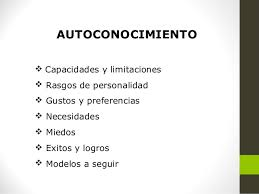 AUTOCONOCIMIENTO
❖ Capacidades y limitaciones
❖ Rasgos de personalidad
❖ Gustos y preferencias
❖ Necesidades
❖ Miedos
❖ Exitos y logros
❖ Modelos a seguir